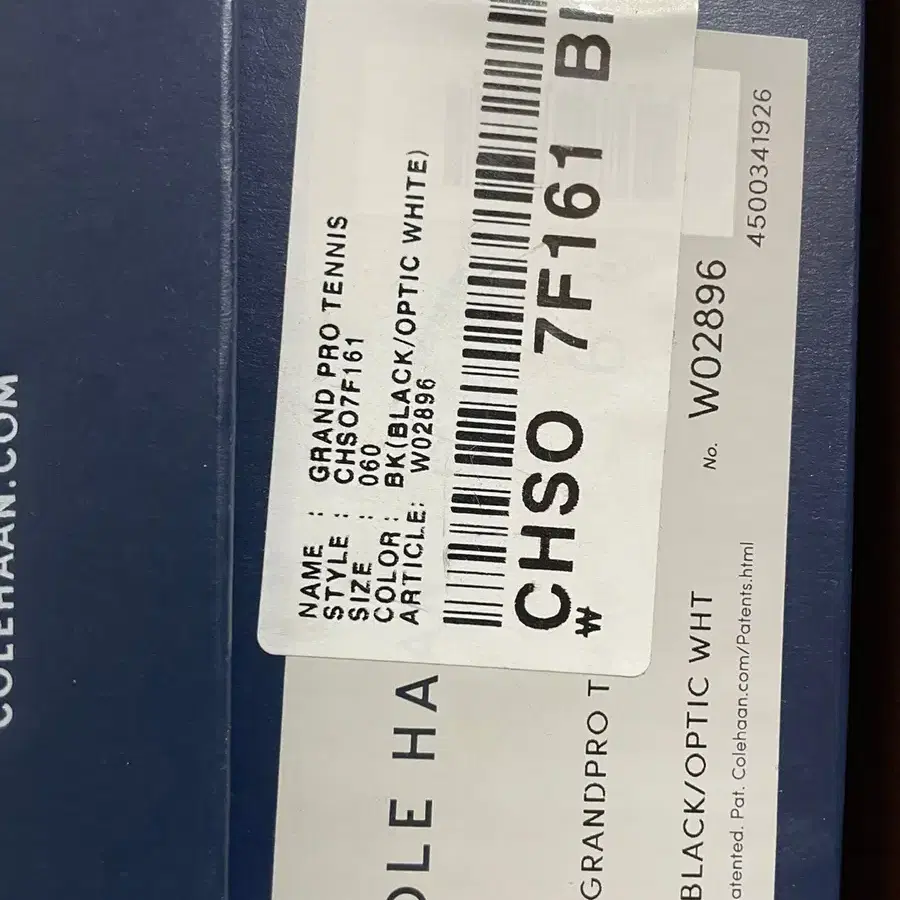 COLEHAAN.COM
NAME : GRAND PRO TENNIS
STYLE : CHSO7F161
SIZE : 060
COLOR : BK(BLACK/OPTIC WHITE)
ARTICLE: W02896
CHSO 7F161 B
₩
OLE HA
GRANDPRO T
BLACK/OPTIC WHT No. W02896
atented. Pat. Colehaan.com/Patents.html 4500341926